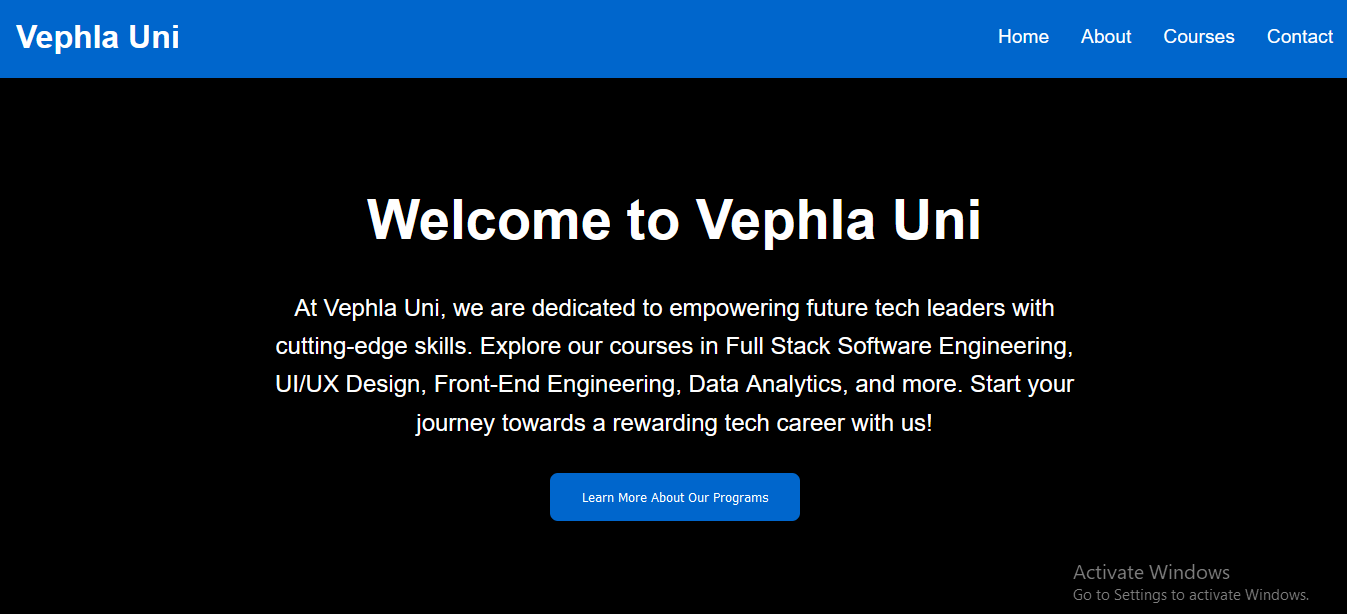 Vephla Uni
Home About Courses Contact
Welcome to Vephla Uni
At Vephla Uni, we are dedicated to empowering future tech leaders with
cutting-edge skills. Explore our courses in Full Stack Software Engineering,
UI/UX Design, Front-End Engineering, Data Analytics, and more. Start your
journey towards a rewarding tech career with us!
Learn More About Our Programs
Activate Windows
Go to Settings to activate Windows.